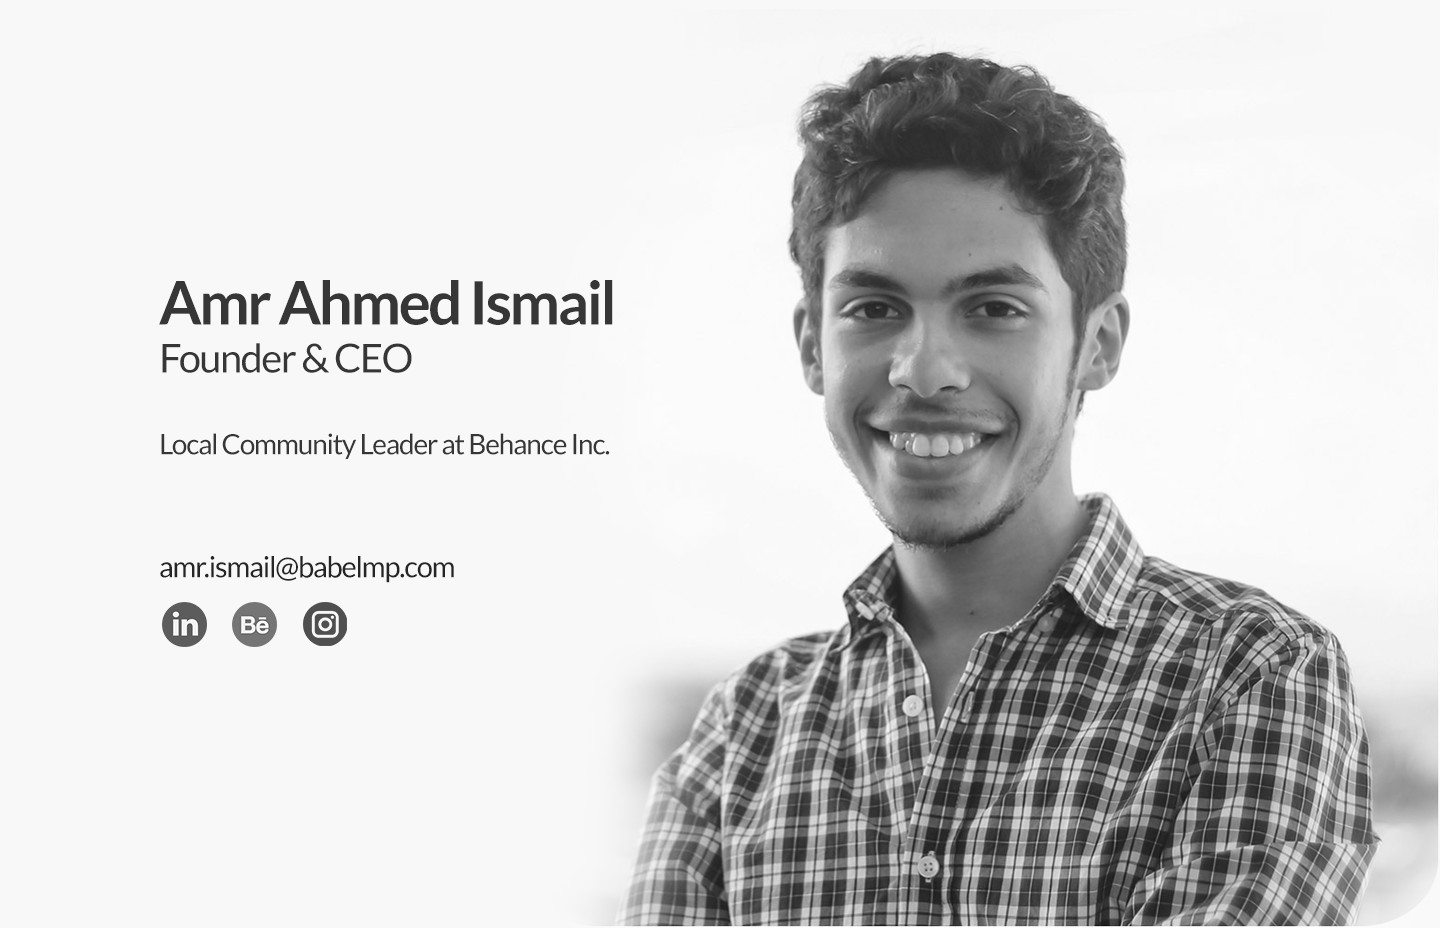 Amr Ahmed Ismail
Founder & CEO
Local Community Leader at Behance Inc.
amr.ismail@babelmp.com
in Bē